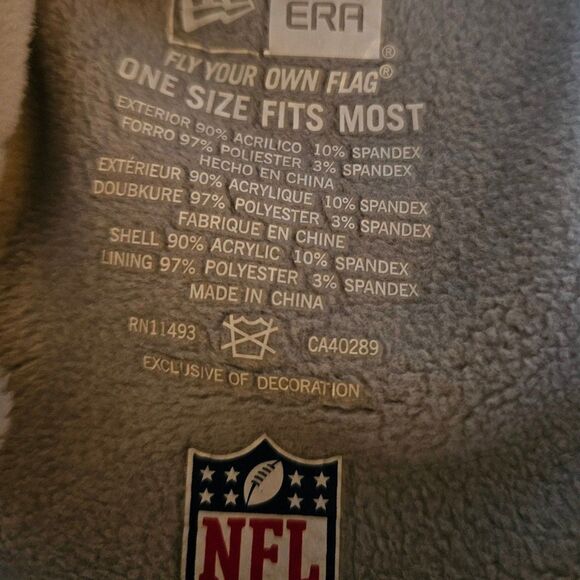 ERA®
FLY YOUR OWN FLAG®
ONE SIZE FITS MOST
EXTERIOR 90% ACRILICO 10% SPANDEX
FORRO 97% POLIESTER 3% SPANDEX
HECHO EN CHINA
EXTÉRIEUR 90% ACRYLIQUE 10% SPANDEX
DOUBKURE 97% POLYESTER 3% SPANDEX
FABRIQUE EN CHINE
SHELL 90% ACRYLIC 10% SPANDEX
LINING 97% POLYESTER 3% SPANDEX
MADE IN CHINA
RN11493 CA40289
EXCLUSIVE OF DECORATION
NFL